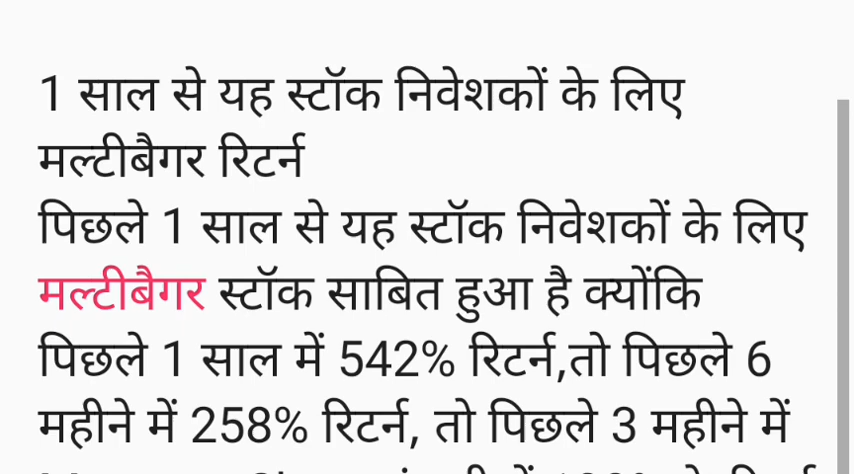 1 साल से यह स्टॉक निवेशकों के लिए
मल्टीबैगर रिटर्न
पिछले 1 साल से यह स्टॉक निवेशकों के लिए
मल्टीबैगर स्टॉक साबित हुआ है क्योंकि
पिछले 1 साल में 542% रिटर्न,तो पिछले 6
महीने में 258% रिटर्न, तो पिछले 3 महीने में